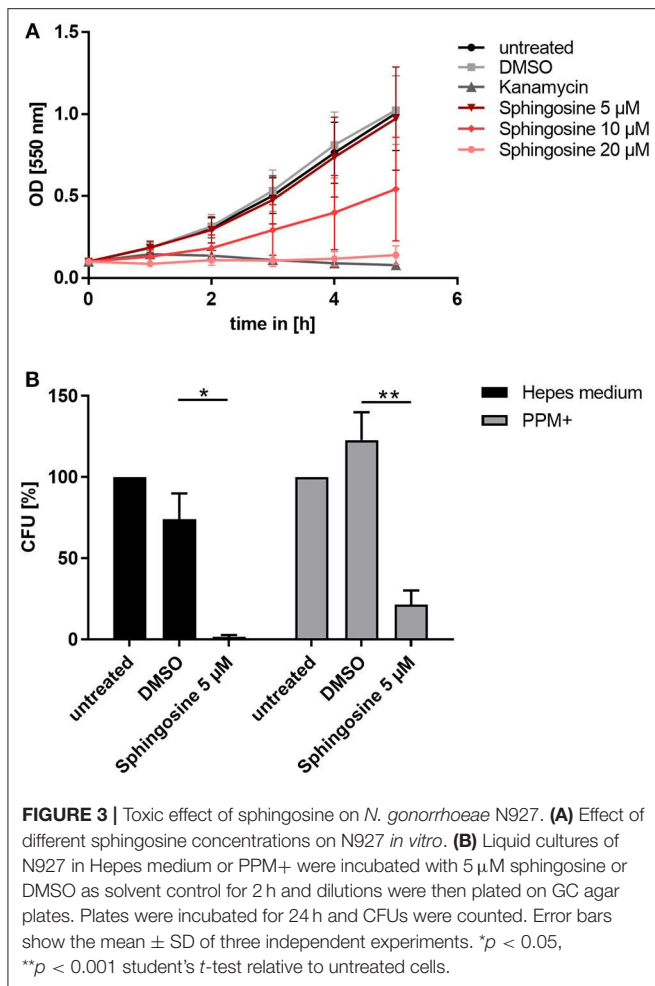 A
1.5
1.0
0.5
0.0
OD [550 nm]
0
2
4
6
time in [h]
untreated
DMSO
Kanamycin
Sphingosine 5 µM
Sphingosine 10 µM
Sphingosine 20 µM
B
150
100
50
0
CFU [%]
*
**
Hepes medium
PPM+
untreated
DMSO
Sphingosine 5 µM
untreated
DMSO
Sphingosine 5 µM
FIGURE 3 | Toxic effect of sphingosine on N. gonorrhoeae N927. (A) Effect of
different sphingosine concentrations on N927 in vitro. (B) Liquid cultures of
N927 in Hepes medium or PPM+ were incubated with 5 µM sphingosine or
DMSO as solvent control for 2 h and dilutions were then plated on GC agar
plates. Plates were incubated for 24 h and CFUs were counted. Error bars
show the mean ± SD of three independent experiments. *p < 0.05,
**p < 0.001 student's t-test relative to untreated cells.